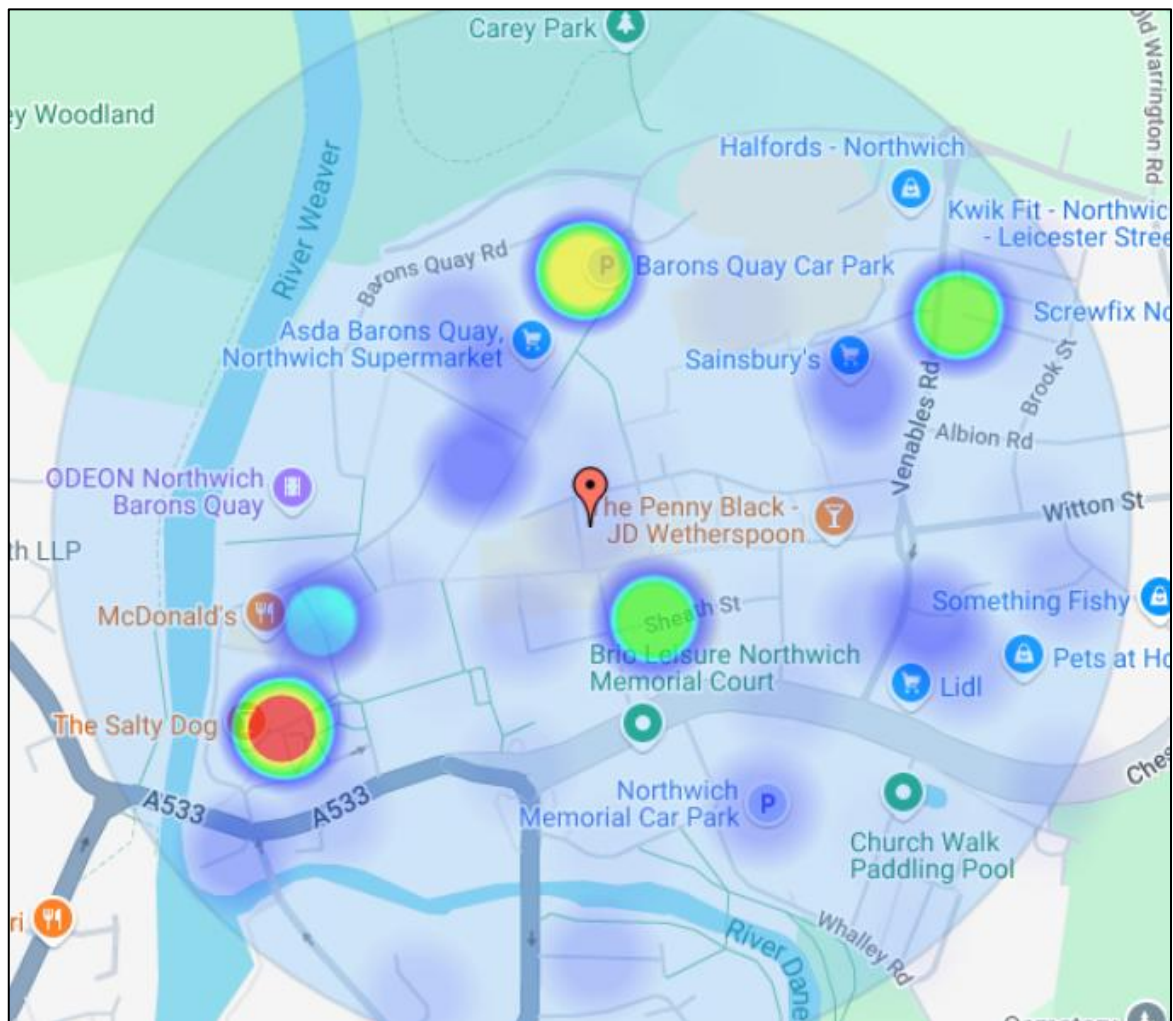 Carey Park
Old Warrington Rd
ey Woodland
Halfords - Northwich
River Weaver
Kwik Fit - Northwic
- Leicester Stree
Barons Quay Rd
P
Barons Quay Car Park
Screwfix No
Asda Barons Quay,
Northwich Supermarket
Sainsbury's
Brook St
Venables Rd
Albion Rd
ODEON Northwich
Barons Quay
Witton St
he Penny Black -
JD Wetherspoon
th LLP
McDonald's
Something Fishy
Sheath St
Brio Leisure Northwich
Memorial Court
Pets at Ho
Lidl
The Salty Dog
Ches
A533
A533
Northwich
Memorial Car Park
P
Church Walk
Paddling Pool
ri
Whalley Rd
River Dane